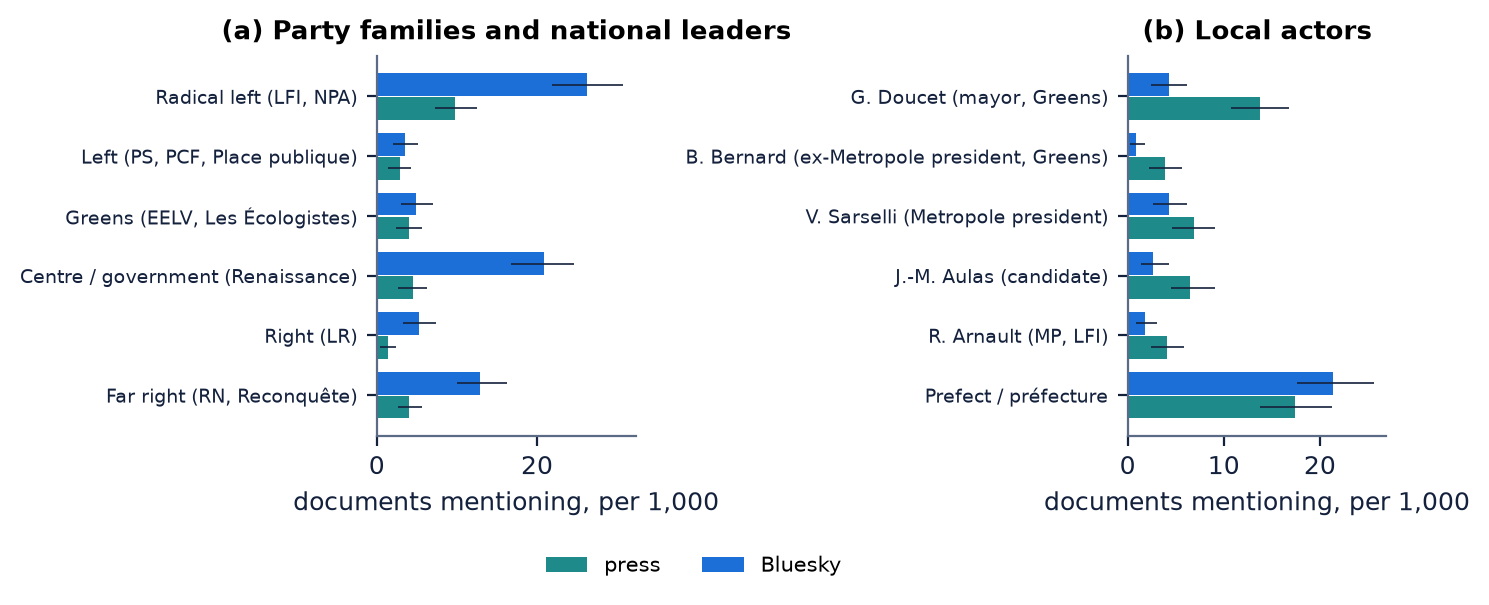 (a) Party families and national leaders
Radical left (LFI, NPA)
Left (PS, PCF, Place publique)
Greens (EELV, Les Écologistes)
Centre / government (Renaissance)
Right (LR)
Far right (RN, Reconquête)
0 20
documents mentioning, per 1,000
(b) Local actors
G. Doucet (mayor, Greens)
B. Bernard (ex-Metropole president, Greens)
V. Sarselli (Metropole president)
J.-M. Aulas (candidate)
R. Arnault (MP, LFI)
Prefect / préfecture
0 10 20
documents mentioning, per 1,000
press Bluesky